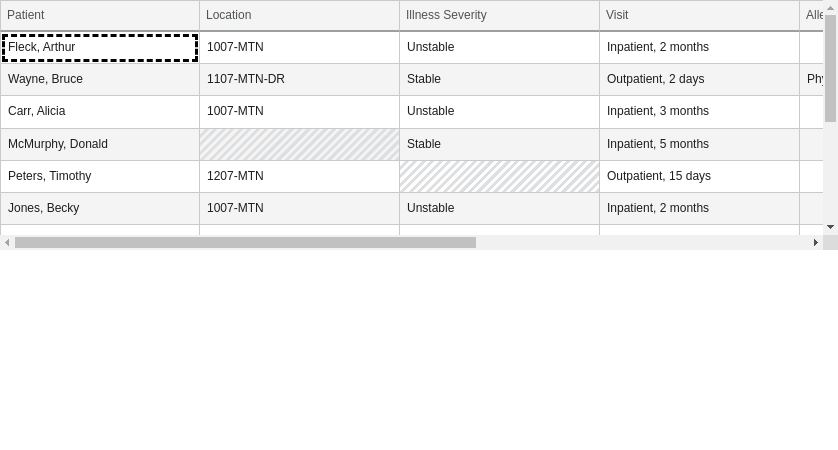 Patient Location Illness Severity Visit
Fleck, Arthur 1007-MTN Unstable Inpatient, 2 months
Wayne, Bruce 1107-MTN-DR Stable Outpatient, 2 days
Carr, Alicia 1007-MTN Unstable Inpatient, 3 months
McMurphy, Donald Stable Inpatient, 5 months
Peters, Timothy 1207-MTN Outpatient, 15 days
Jones, Becky 1007-MTN Unstable Inpatient, 2 months